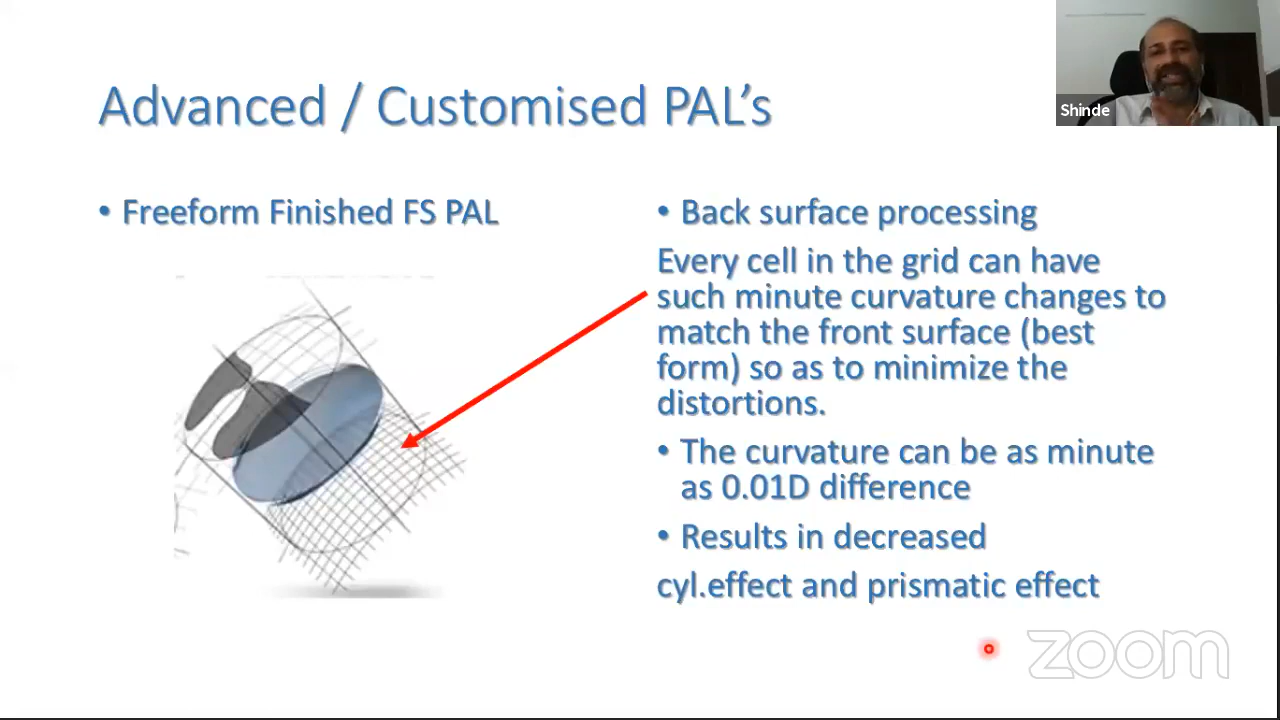 Shinde
Advanced / Customised PAL's
• Freeform Finished FS PAL
• Back surface processing
Every cell in the grid can have
such minute curvature changes to
match the front surface (best
form) so as to minimize the
distortions.
• The curvature can be as minute
as 0.01D difference
• Results in decreased
cyl.effect and prismatic effect
zoom